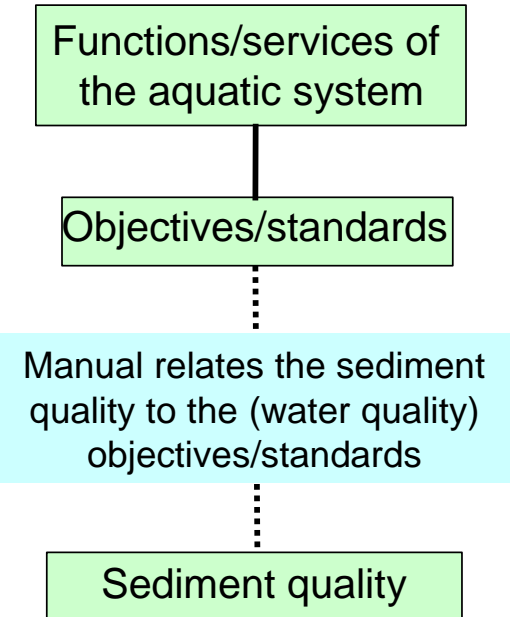 Functions/services of
the aquatic system
Objectives/standards
Manual relates the sediment
quality to the (water quality)
objectives/standards
Sediment quality